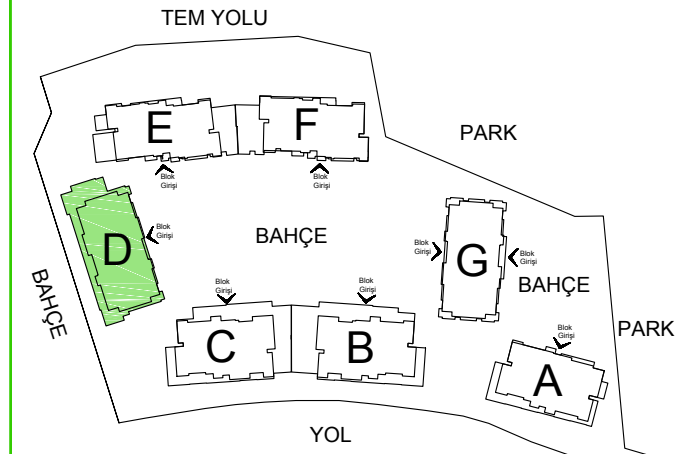 TEM YOLU
E
F
PARK
Blok
Girişi
Blok
Girişi
D
Blok
Girişi
BAHÇE
Blok
Girişi
G
Blok
Girişi
BAHÇE
BAHÇE
Blok
Girişi
Blok
Girişi
PARK
Blok
Girişi
C
B
A
YOL